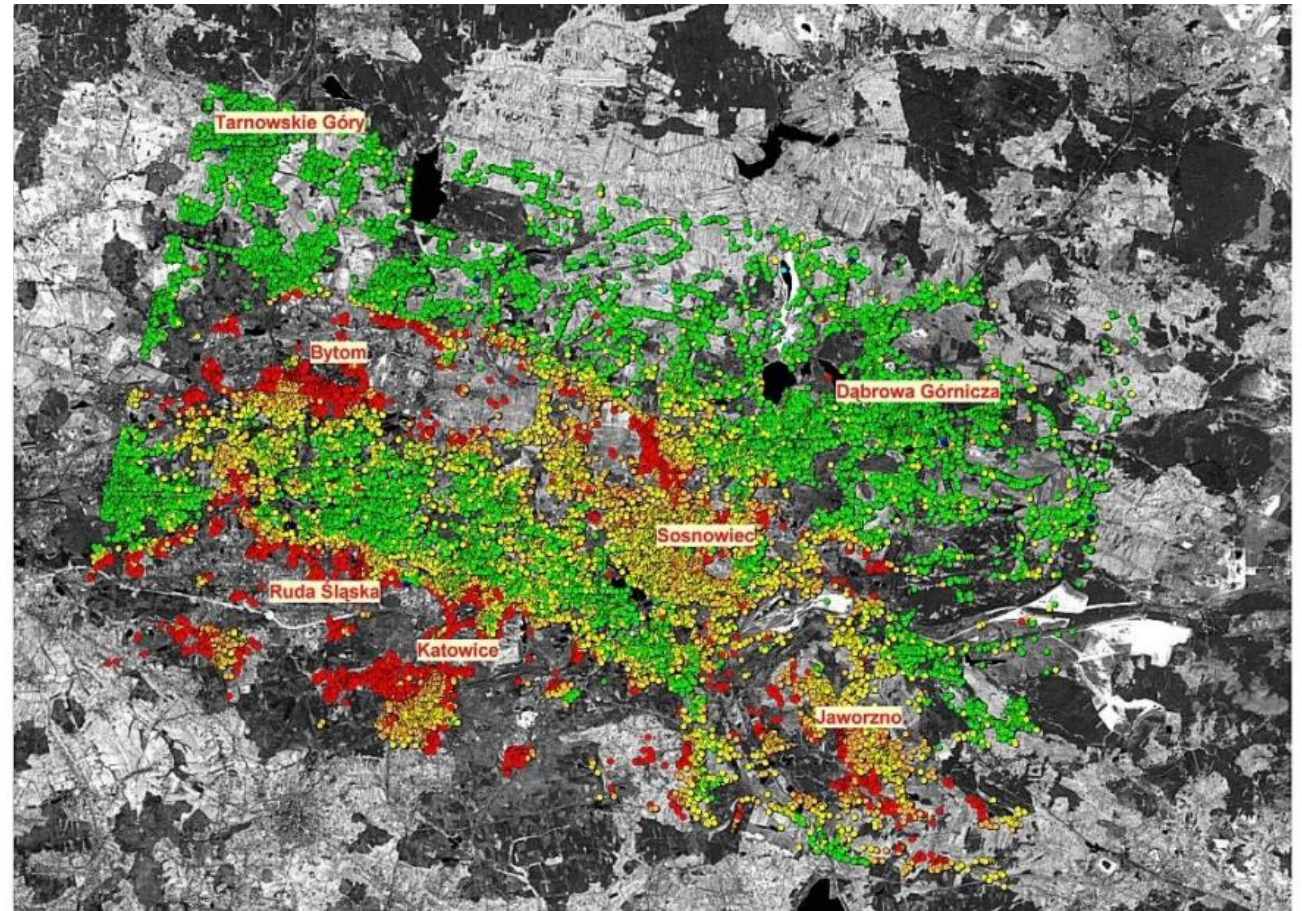 Tarnowskie Góry
Bytom
Dąbrowa Górnicza
Sosnowiec
Ruda Śląska
Katowice
Jaworzno